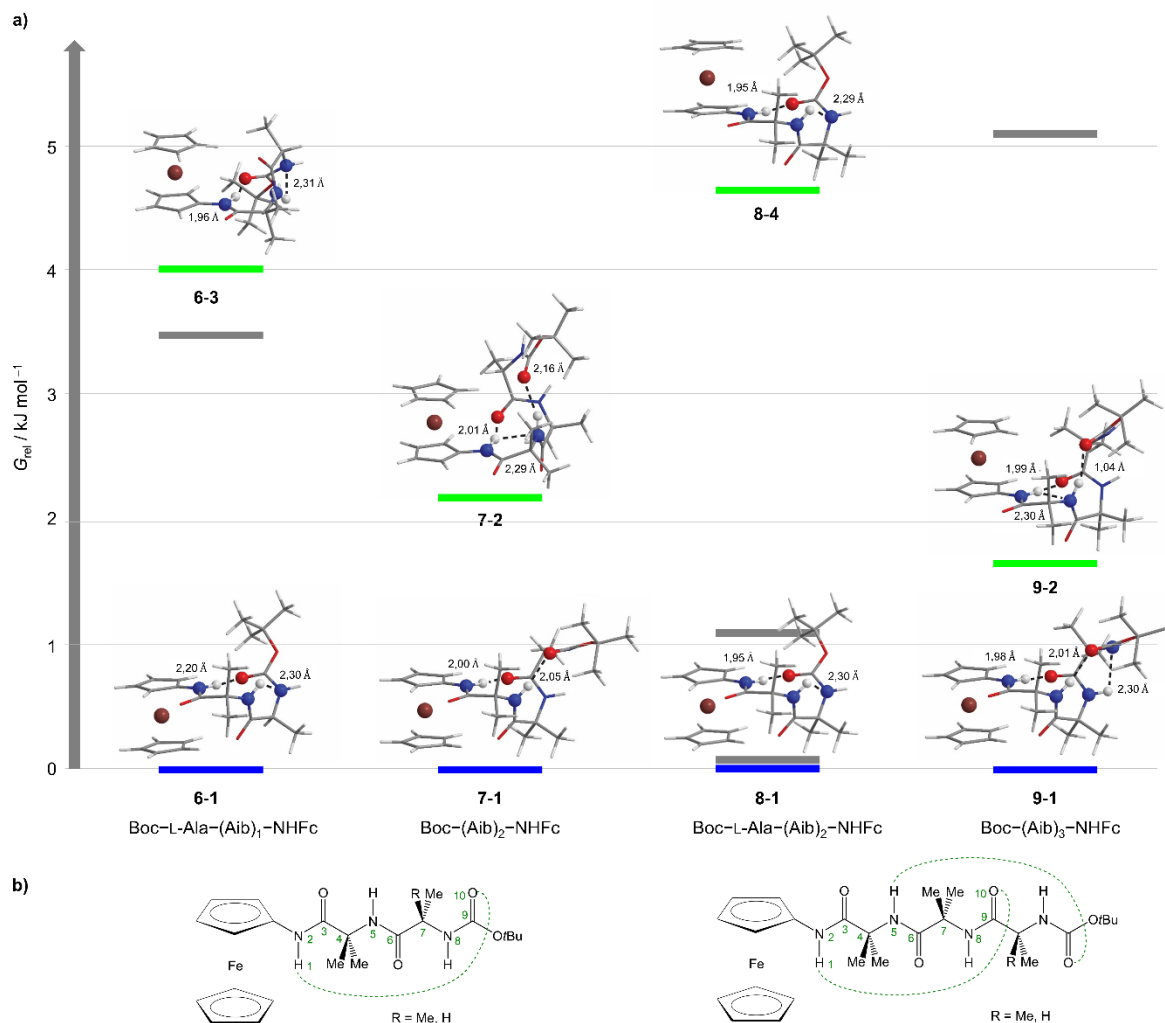 a)
G rel / kJ mol −1
5
4
3
2
1
0
1,95 Å
2,29 Å
8-4
2,31 Å
1,96 Å
6-3
2,16 Å
2,01 Å
2,29 Å
7-2
1,99 Å
1,04 Å
2,30 Å
9-2
2,20 Å
2,30 Å
2,00 Å
2,05 Å
1,95 Å
2,30 Å
1,98 Å
2,01 Å
2,30 Å
6-1
7-1
8-1
9-1
Boc–L-Ala–(Aib)1–NHFc
Boc–(Aib)2–NHFc
Boc–L-Ala–(Aib)2–NHFc
Boc–(Aib)3–NHFc
b)
O H R Me 10 O
3 N 7 9
N 2 4 5 6 N 8 OtBu
Fe H 1 Me Me O H
R = Me, H
O H Me Me 10 O H
3 N 7 9 N
N 2 4 5 6 N 8 OtBu
Fe H 1 Me Me O H R Me O
R = Me, H